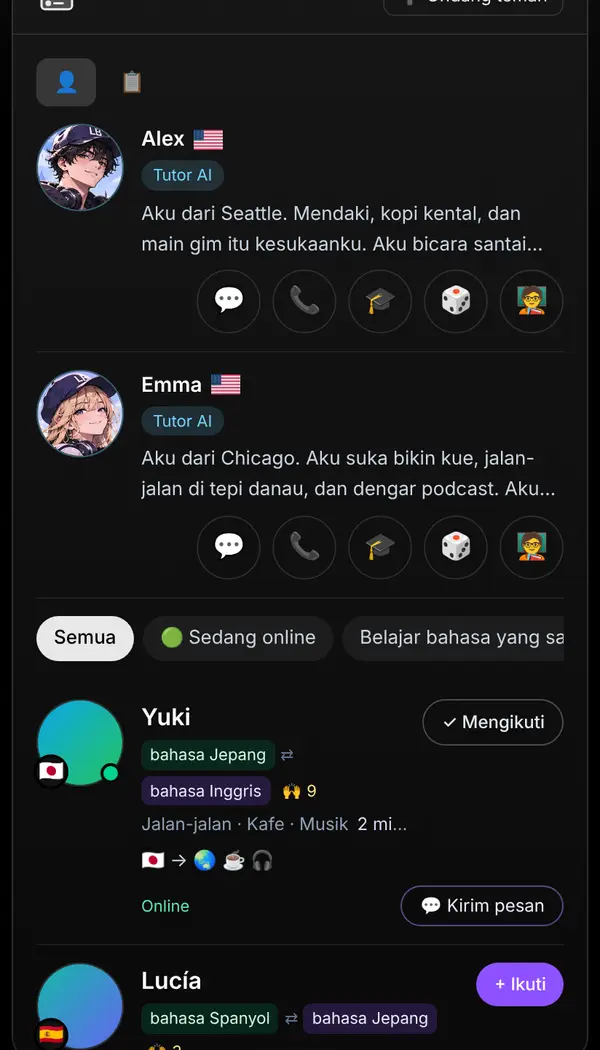 Alex
Tutor AI
Aku dari Seattle. Mendaki, kopi kental, dan
main gim itu kesukaanku. Aku bicara santai...
Emma
Tutor AI
Aku dari Chicago. Aku suka bikin kue, jalan-
jalan di tepi danau, dan dengar podcast. Aku...
Semua
Sedang online
Belajar bahasa yang sa
Yuki
✓ Mengikuti
bahasa Jepang ⇄
bahasa Inggris 🙌 9
Jalan-jalan · Kafe · Musik 2 mi...
→
Online
Kirim pesan
Lucía
+ Ikuti
bahasa Spanyol ⇄ bahasa Jepang